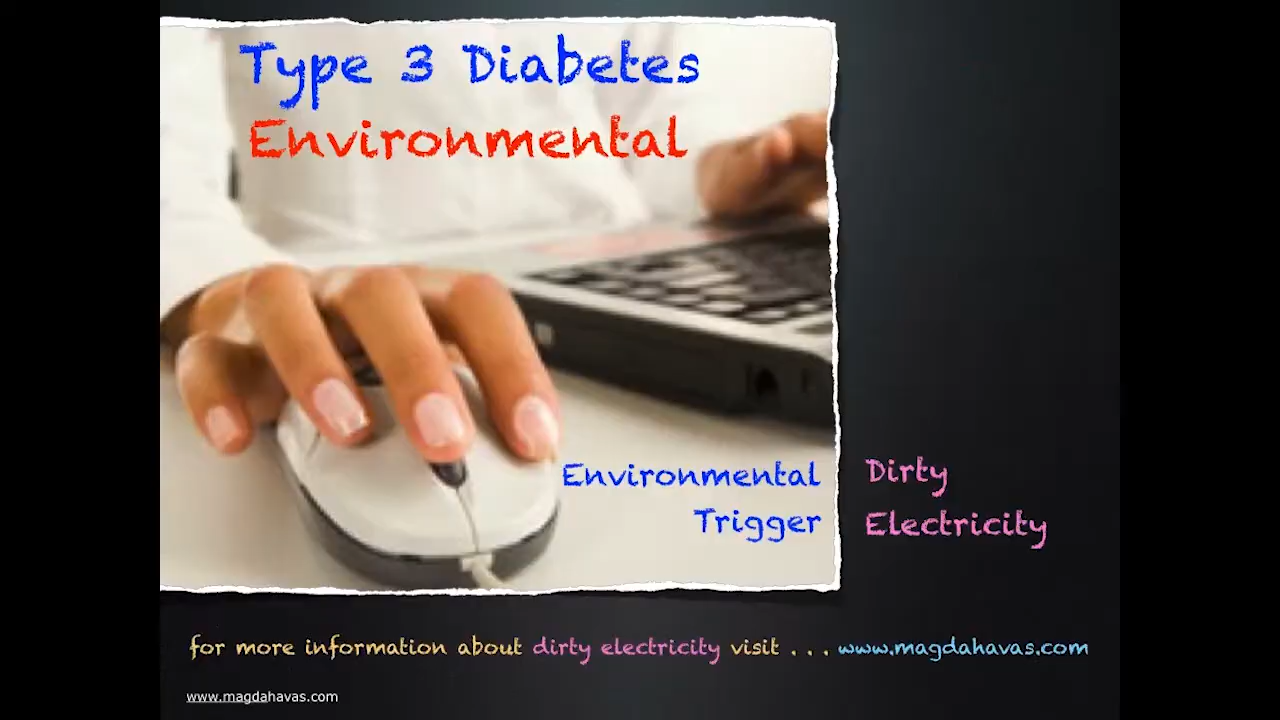 Type 3 Diabetes
Environmental
Environmental Dirty
Trigger Electricity
for more information about dirty electricity visit . . . www.magdahavas.com
www.magdahavas.com